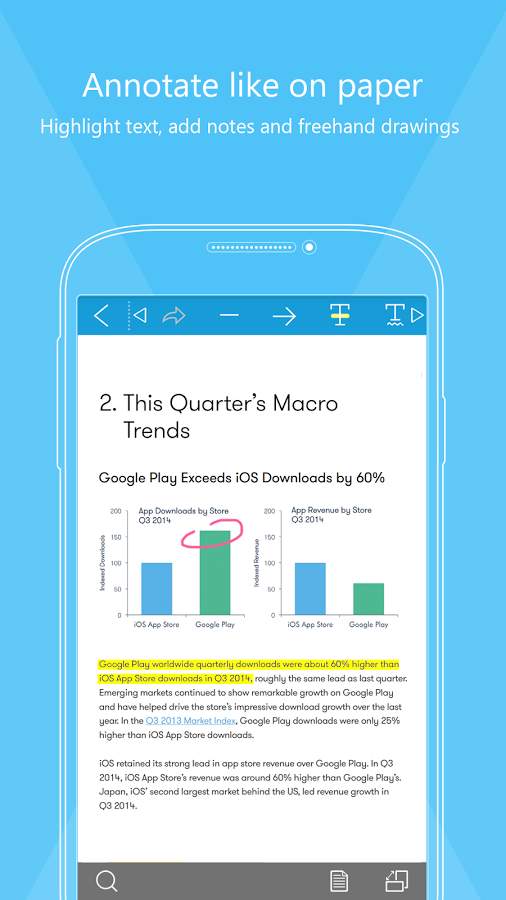 Annotate like on paper
Highlight text, add notes and freehand drawings
2. This Quarter's Macro
Trends
Google Play Exceeds iOS Downloads by 60%
App Downloads by Store
Q3 2014
200
150
100
50
0
Indexed Downloads
iOS App Store
Google Play
App Revenue by Store
Q3 2014
200
150
100
50
0
Indexed Revenue
iOS App Store
Google Play
Google Play worldwide quarterly downloads were about 60% higher than
iOS App Store downloads in Q3 2014, roughly the same lead as last quarter.
Emerging markets continued to show remarkable growth on Google Play
and have helped drive the store's impressive download growth over the last
year. In the Q3 2013 Market Index, Google Play downloads were only 25%
higher than iOS App Store downloads.
iOS retained its strong lead in app store revenue over Google Play. In Q3
2014, iOS App Store's revenue was around 60% higher than Google Play's.
Japan, iOS' second largest market behind the US, led revenue growth in
Q3 2014.